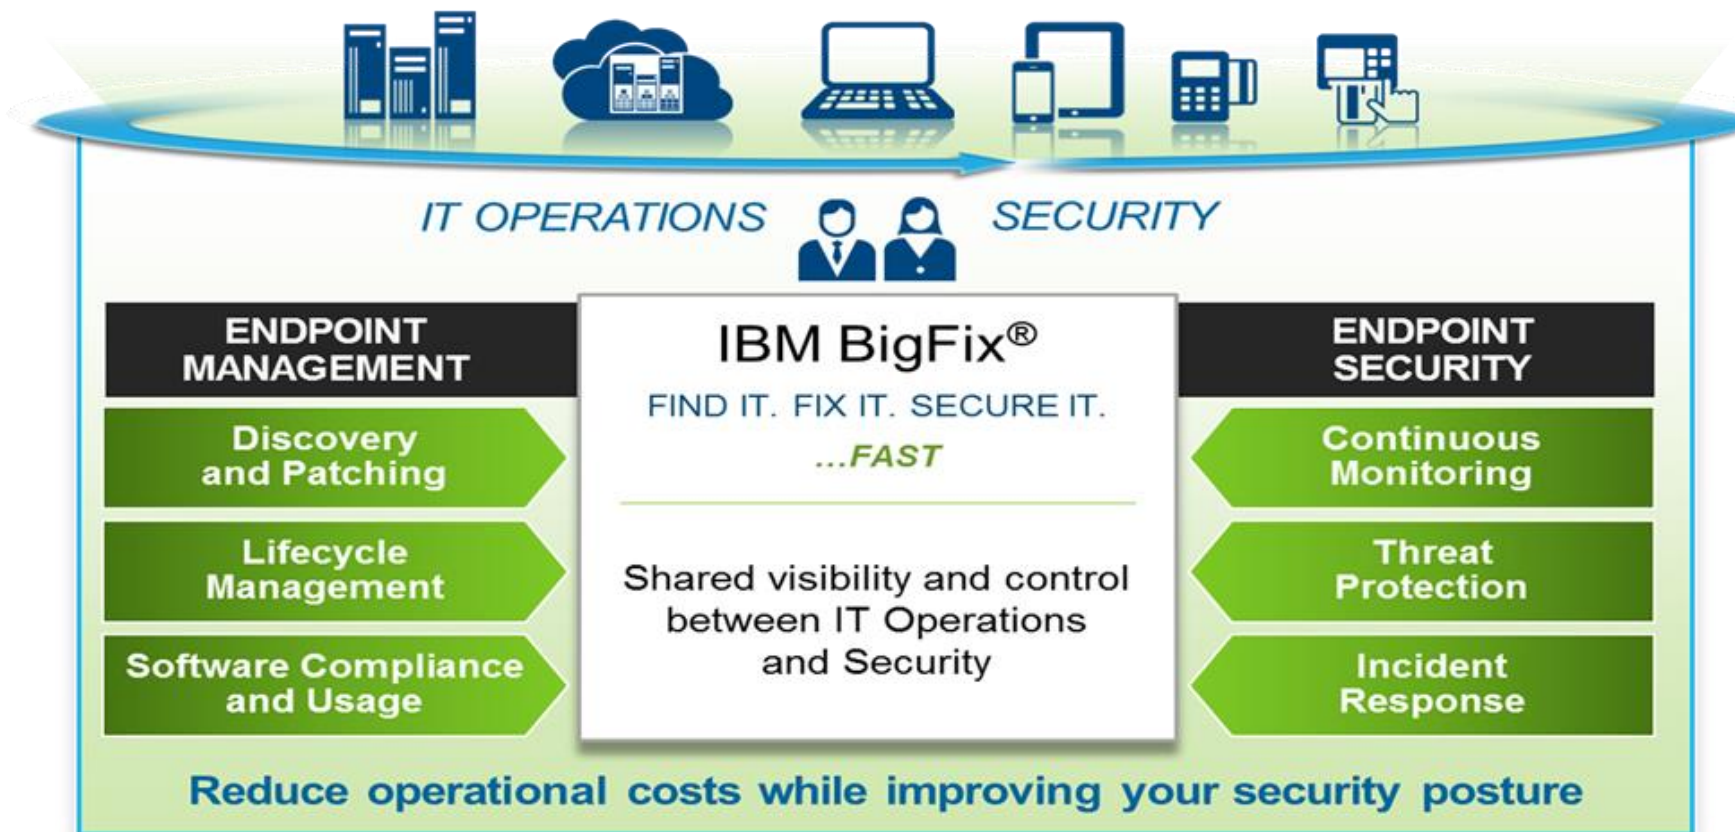 IT OPERATIONS
SECURITY
ENDPOINT
MANAGEMENT
Discovery
and Patching
Lifecycle
Management
Software Compliance
and Usage
IBM BigFix®
FIND IT. FIX IT. SECURE IT.
...FAST
Shared visibility and control
between IT Operations
and Security
ENDPOINT
SECURITY
Continuous
Monitoring
Threat
Protection
Incident
Response
Reduce operational costs while improving your security posture